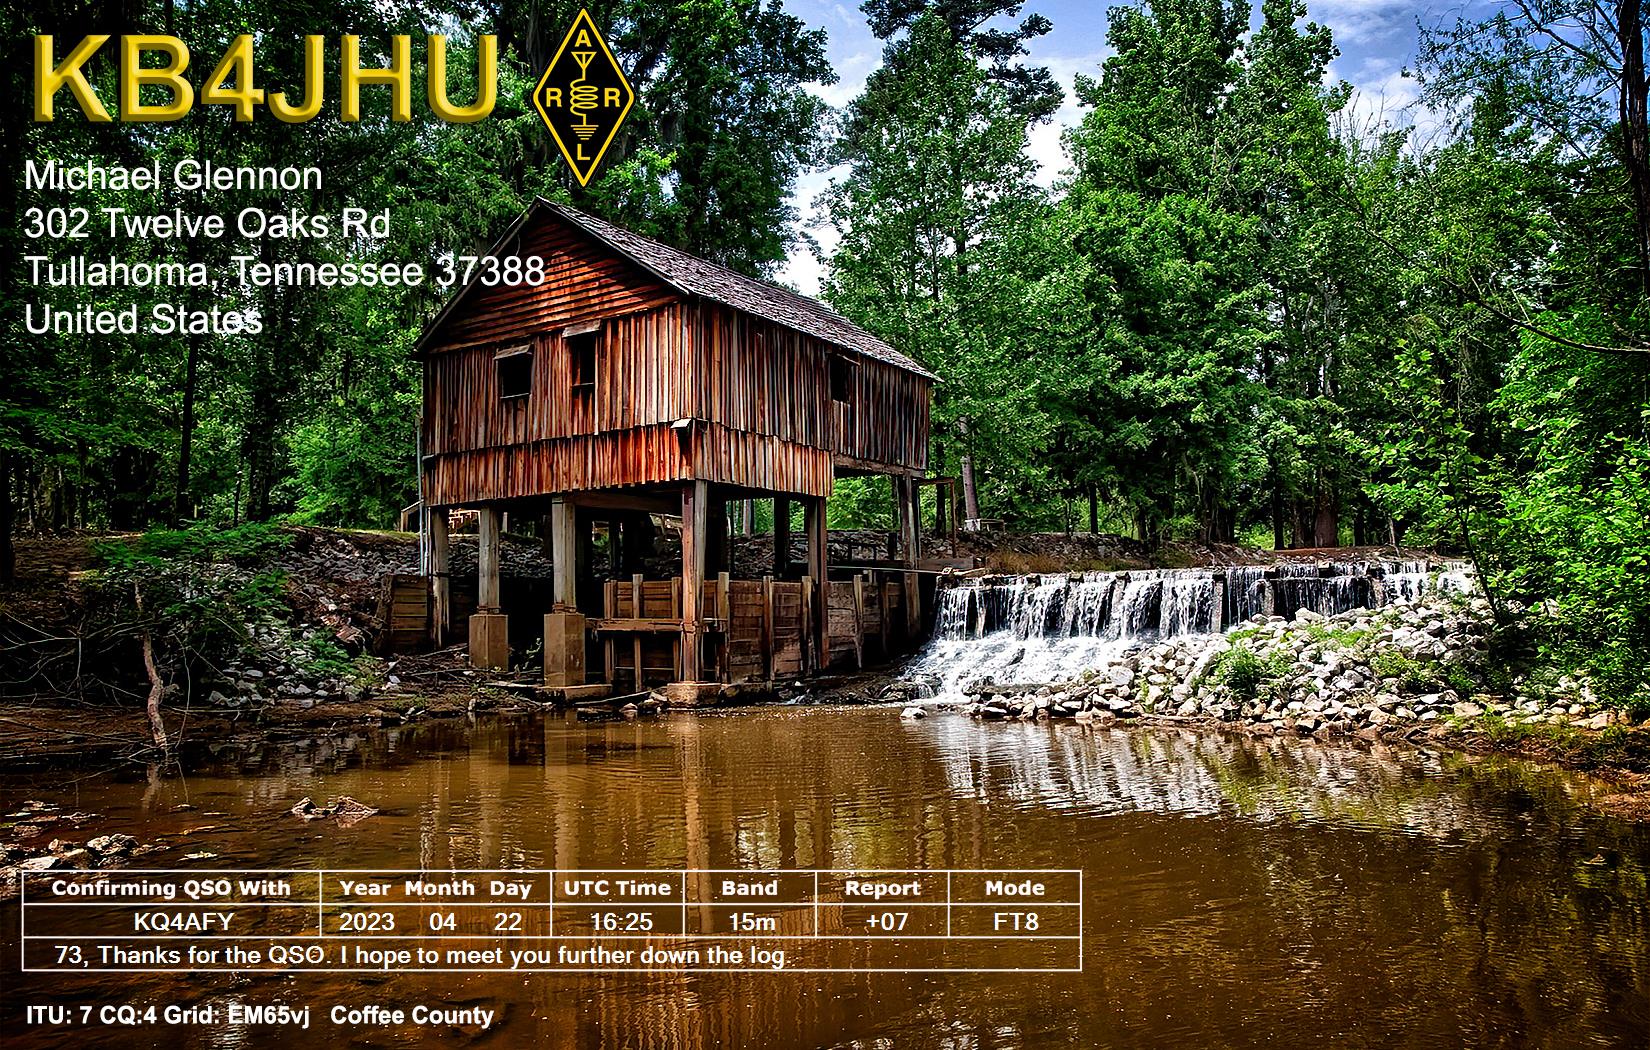 KB4JHU
A
R R
L
Michael Glennon
302 Twelve Oaks Rd
Tullahoma, Tennessee 37388
United States
Confirming QSO With Year Month Day UTC Time Band Report Mode
KQ4AFY 2023 04 22 16:25 15m +07 FT8
73, Thanks for the QSO. I hope to meet you further down the log.
ITU: 7 CQ:4 Grid: EM65vj Coffee County